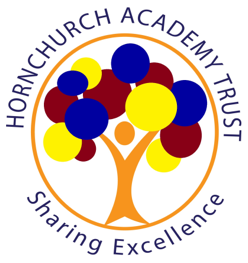 HORNCHURCH ACADEMY TRUST
Sharing Excellence